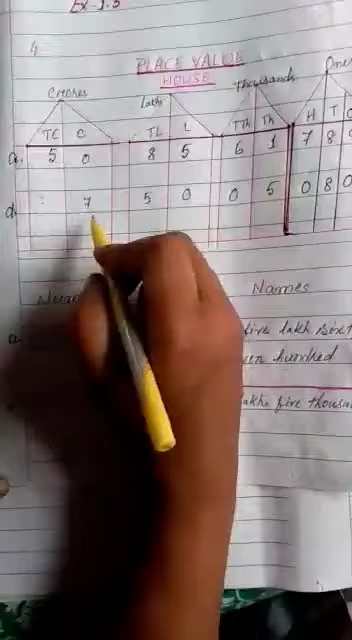 Ex-1.3
4.
PLACE VALUE
HOUSE
Crores Lakh Thousands Ones
TC C TL L TTh Th H T O
a. 5 0 8 5 6 1 7 8
d. 7 5 0 0 5 0 8 0
Names
five lakh sixt
hundred
lakh five thousan